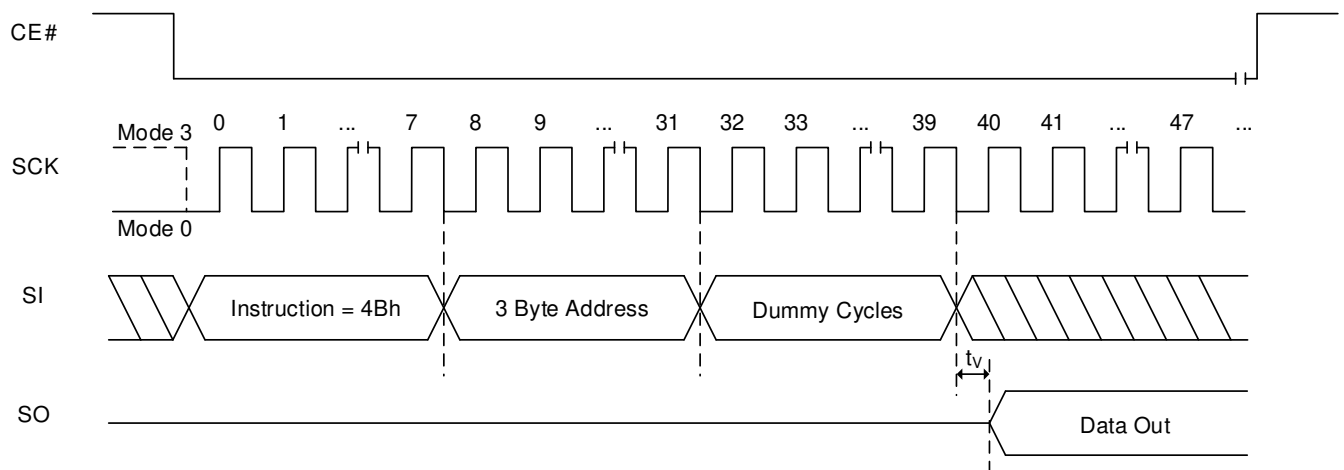 CE#
Mode 3 0 1 ... 7 8 9 ... 31 32 33 ... 39 40 41 ... 47 ...
SCK
Mode 0
SI Instruction = 4Bh 3 Byte Address Dummy Cycles
tV
SO Data Out